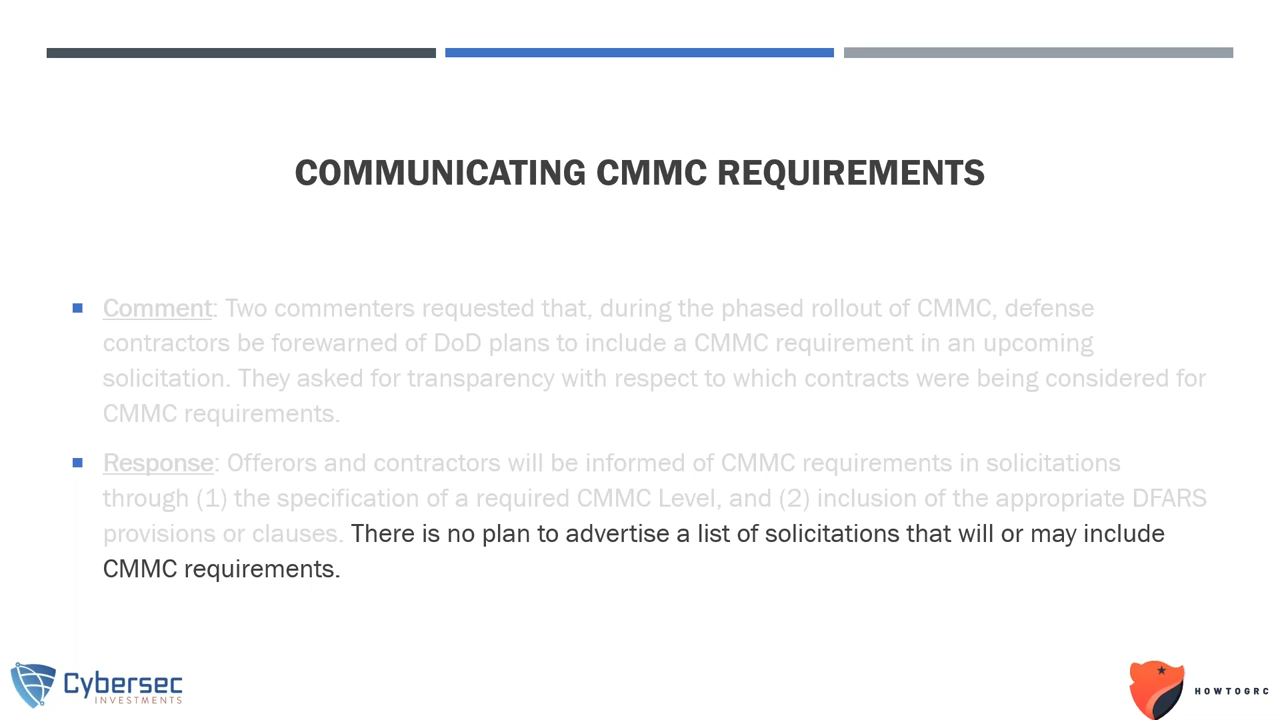 COMMUNICATING CMMC REQUIREMENTS
Comment: Two commenters requested that, during the phased rollout of CMMC, defense
contractors be forewarned of DoD plans to include a CMMC requirement in an upcoming
solicitation. They asked for transparency with respect to which contracts were being considered for
CMMC requirements.
Response: Offerors and contractors will be informed of CMMC requirements in solicitations
through (1) the specification of a required CMMC Level, and (2) inclusion of the appropriate DFARS
provisions or clauses. There is no plan to advertise a list of solicitations that will or may include
CMMC requirements.
Cybersec
INVESTMENTS
HOWTOGRC